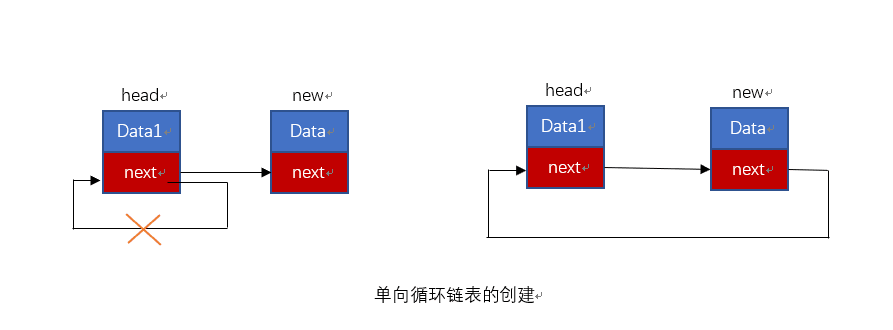 head
new
Data1
Data
next
next
head
new
Data1
Data
next
next
单向循环链表的创建